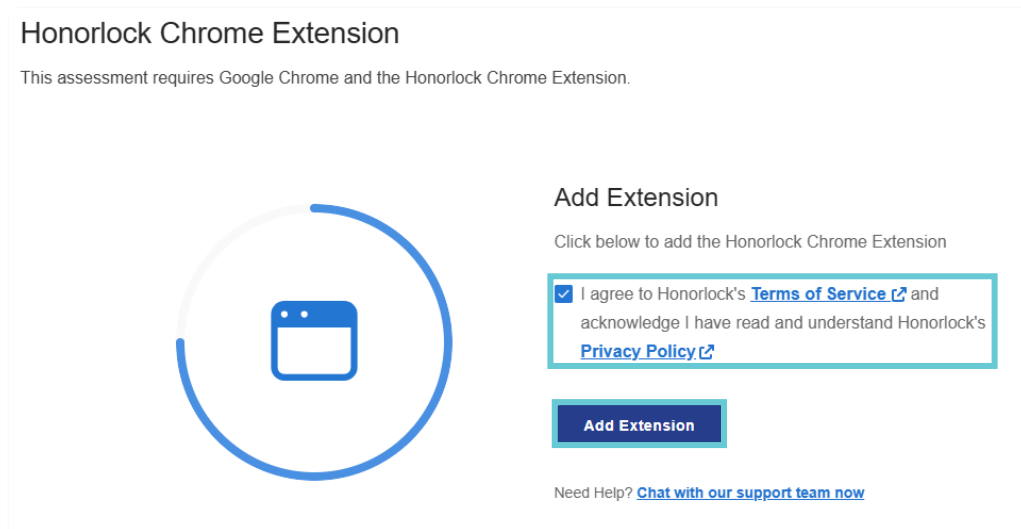 Honorlock Chrome Extension
This assessment requires Google Chrome and the Honorlock Chrome Extension.
Add Extension
Click below to add the Honorlock Chrome Extension
I agree to Honorlock's Terms of Service and
acknowledge I have read and understand Honorlock's
Privacy Policy
Add Extension
Need Help? Chat with our support team now